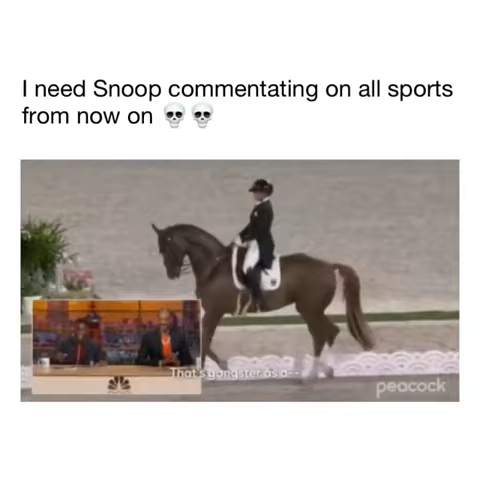 I need Snoop commentating on all sports
from now on 💀💀
That's gangster as a--
peacock